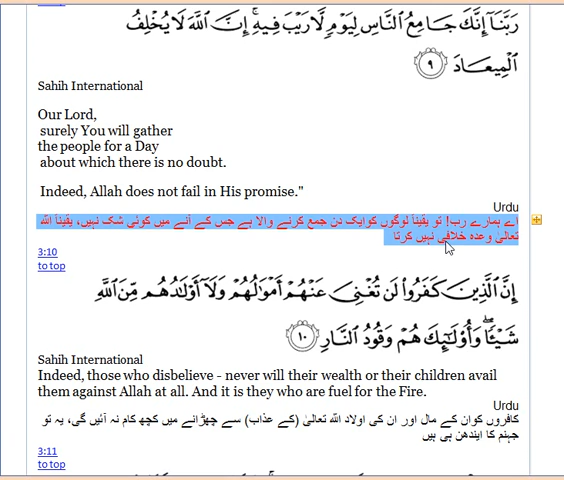 رَبَّنَآ إِنَّكَ جَامِعُ ٱلنَّاسِ لِيَوْمٍ لَّا رَيْبَ فِيهِ ۚ إِنَّ ٱللَّهَ لَا يُخْلِفُ
ٱلْمِيعَادَ ٩
Sahih International
Our Lord,
surely You will gather
the people for a Day
about which there is no doubt.
Indeed, Allah does not fail in His promise."
Urdu
اے ہمارے رب! تو یقیناً لوگوں کوایک دن جمع کرنے والا ہے جس کے آنے میں کوئی شک نہیں، یقیناً اللہ
تعالیٰ وعده خلافی نہیں کرتا
3:10
to top
إِنَّ ٱلَّذِينَ كَفَرُوا۟ لَن تُغْنِىَ عَنْهُمْ أَمْوَٰلُهُمْ وَلَآ أَوْلَـٰدُهُم مِّنَ ٱللَّهِ
شَيْـًٔا ۖ وَأُو۟لَـٰٓئِكَ هُمْ وَقُودُ ٱلنَّارِ ١٠
Sahih International
Indeed, those who disbelieve - never will their wealth or their children avail
them against Allah at all. And it is they who are fuel for the Fire.
Urdu
کافروں کوان کے مال اور ان کی اولاد اللہ تعالیٰ (کے عذاب) سے چھڑانے میں کچھ کام نہ آئیں گی، یہ تو
جہنم کا ایندھن ہی ہیں
3:11
to top